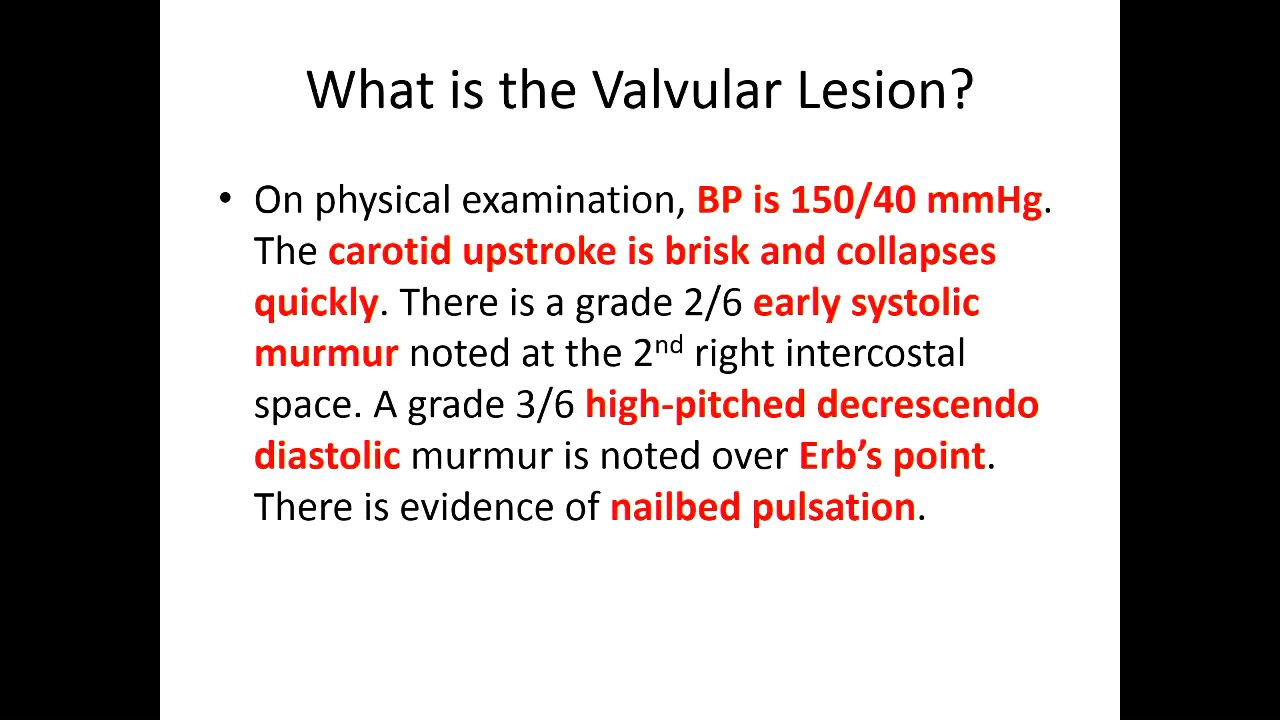 What is the Valvular Lesion?
• On physical examination, BP is 150/40 mmHg.
The carotid upstroke is brisk and collapses
quickly. There is a grade 2/6 early systolic
murmur noted at the 2nd right intercostal
space. A grade 3/6 high-pitched decrescendo
diastolic murmur is noted over Erb’s point.
There is evidence of nailbed pulsation.